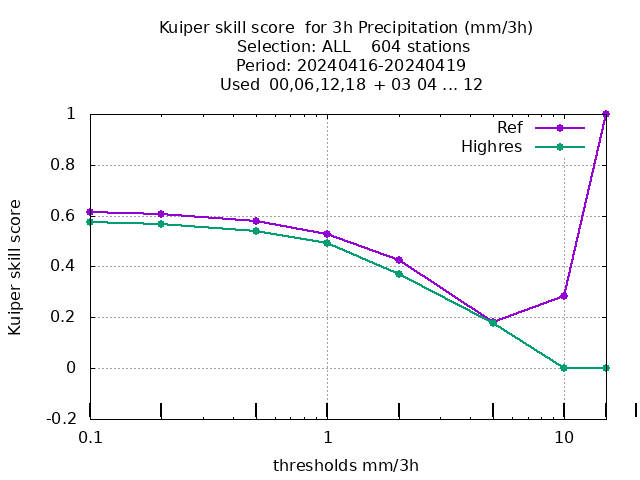 Kuiper skill score  for 3h Precipitation (mm/3h)
Selection: ALL    604 stations
Period: 20240416-20240419
Used  00,06,12,18  + 03 04 ... 12
Ref
Highres
1
0.8
0.6
0.4
0.2
0
-0.2
Kuiper skill score
0.1
1
10
thresholds mm/3h